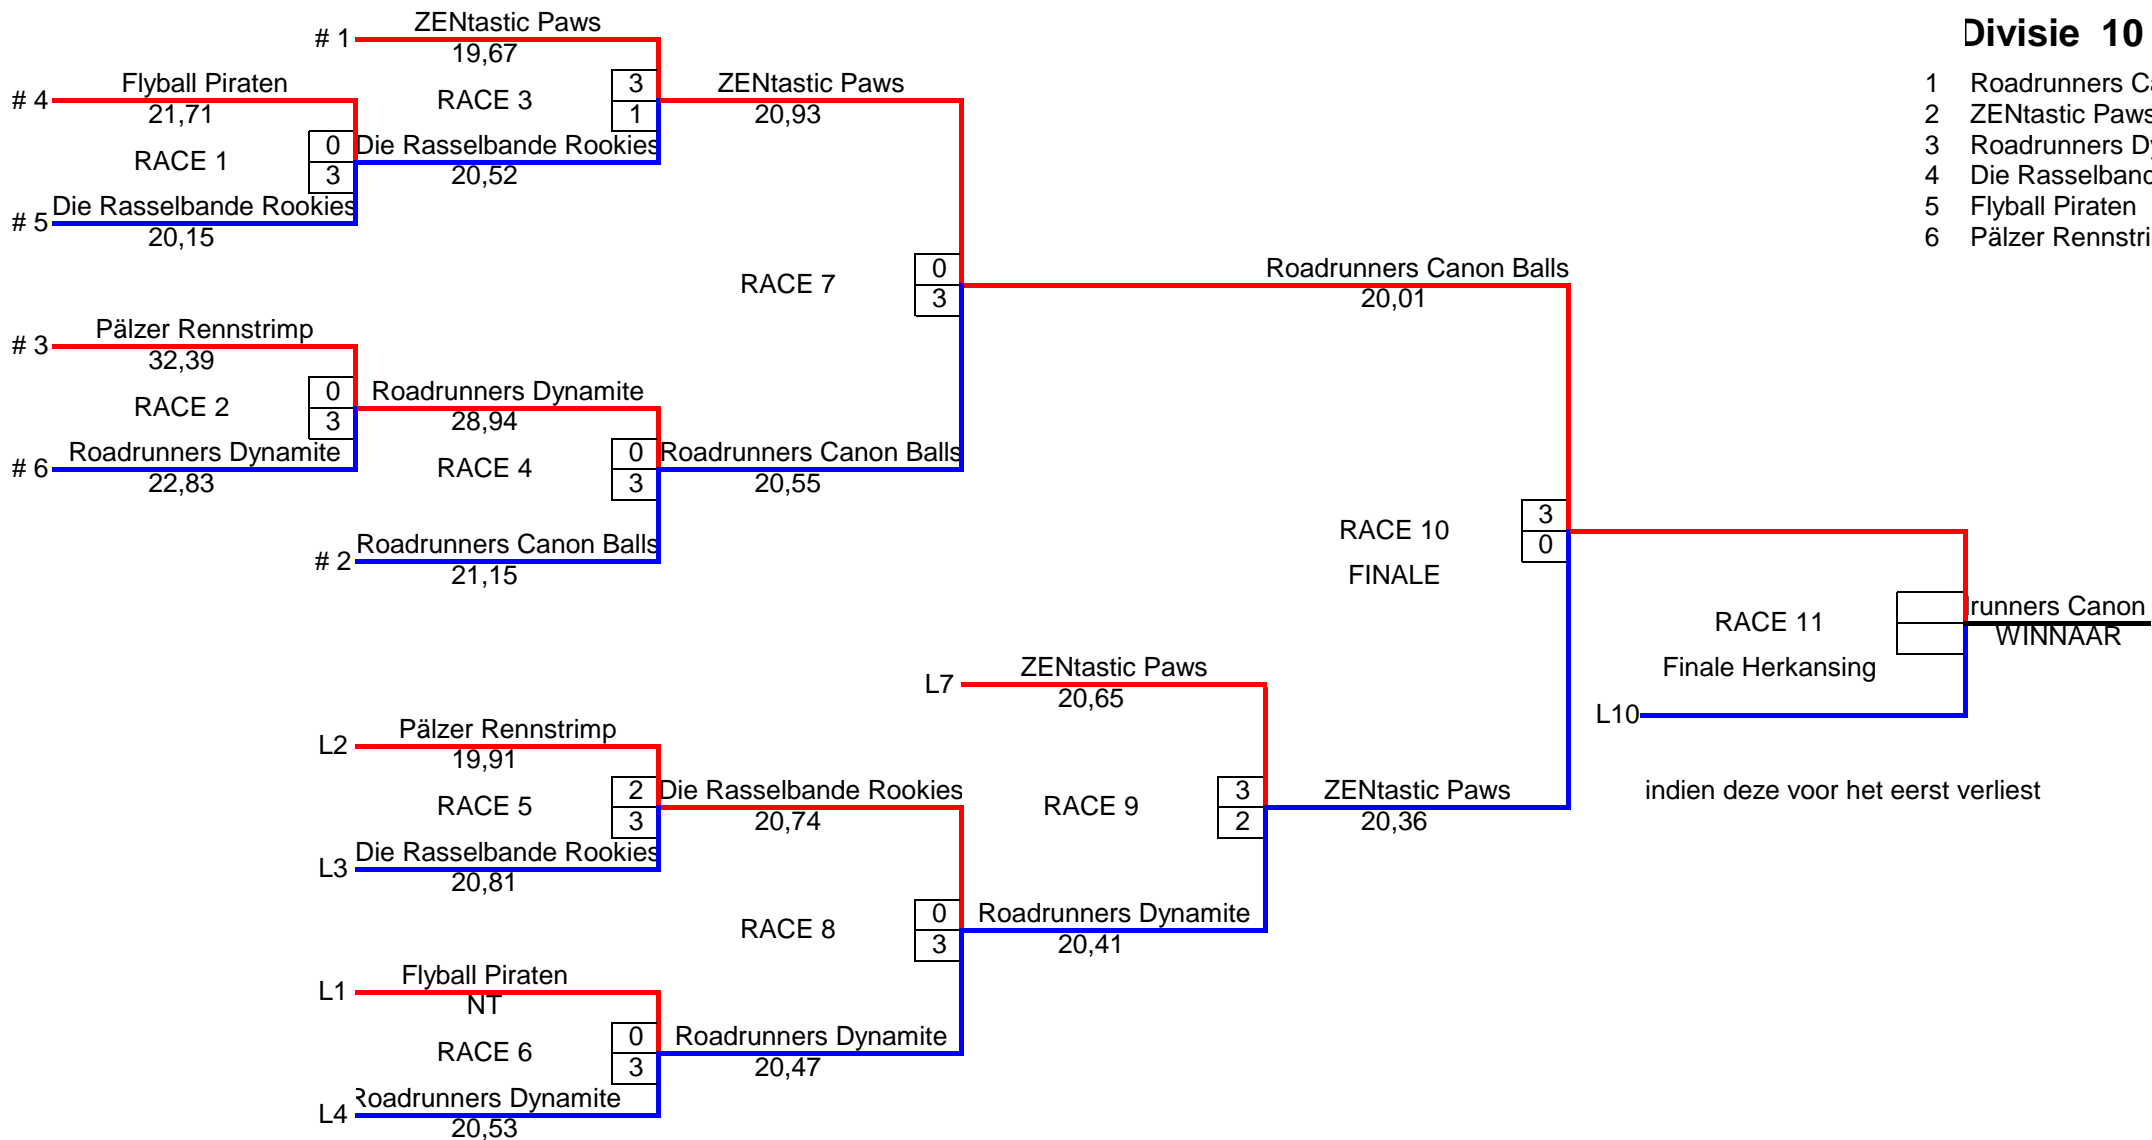 Divisie 10
1 Roadrunners
2 ZENtastic Paws
3 Roadrunners
4 Die
5 Flyball Piraten
6 Pälzer
# 1 ZENtastic Paws
19,67
RACE 3
3
1
# 4 Flyball Piraten
21,71
RACE 1
0
3
# 5 Die Rasselbande Rookies
20,15
Die Rasselbande Rookies
20,52
ZENtastic Paws
20,93
RACE 7
0
3
# 3 Pälzer Rennstrimp
32,39
RACE 2
0
3
# 6 Roadrunners Dynamite
22,83
Roadrunners Dynamite
28,94
RACE 4
0
3
# 2 Roadrunners Canon Balls
21,15
Roadrunners Canon Balls
20,55
Roadrunners Canon Balls
20,01
RACE 10
FINALE
3
0
RACE 11
Finale Herkansing
Canon
WINNAAR
L10
indien deze voor het eerst verliest
L7 ZENtastic Paws
20,65
RACE 9
3
2
ZENtastic Paws
20,36
L2 Pälzer Rennstrimp
19,91
RACE 5
2
3
L3 Die Rasselbande Rookies
20,81
Die Rasselbande Rookies
20,74
RACE 8
0
3
Roadrunners Dynamite
20,41
L1 Flyball Piraten
NT
RACE 6
0
3
L4 Roadrunners Dynamite
20,53
Roadrunners Dynamite
20,47